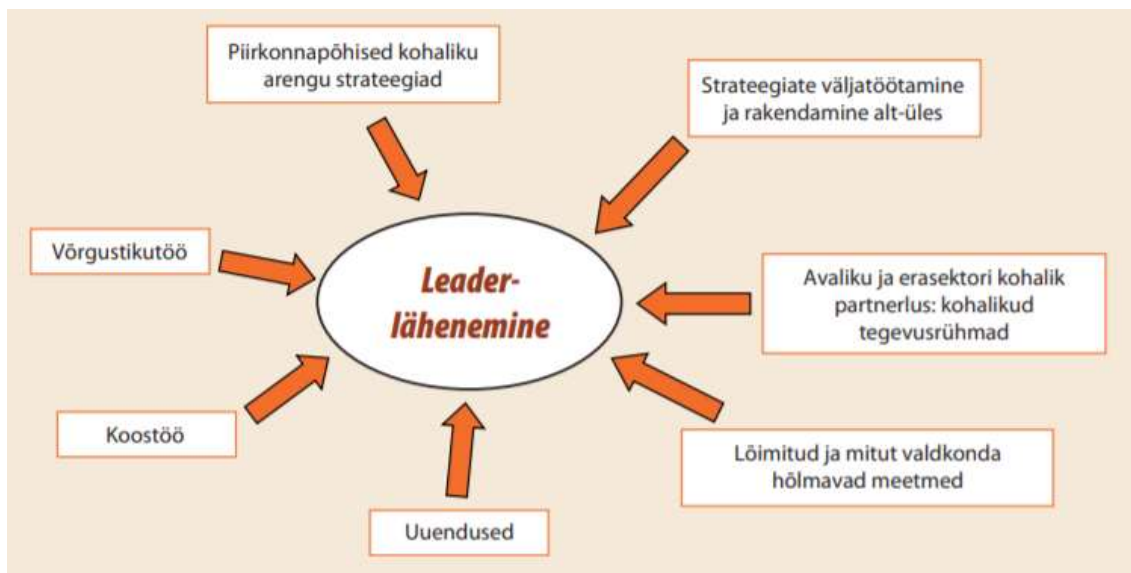 Piirkonnapõhised kohaliku
arengu strateegiad
Strateegiate väljatöötamine
ja rakendamine alt-üles
Võrgustikutöö
Leader-
lähenemine
Avaliku ja erasektori kohalik
partnerlus: kohalikud
tegevusrühmad
Koostöö
Lõimitud ja mitut valdkonda
hõlmavad meetmed
Uuendused